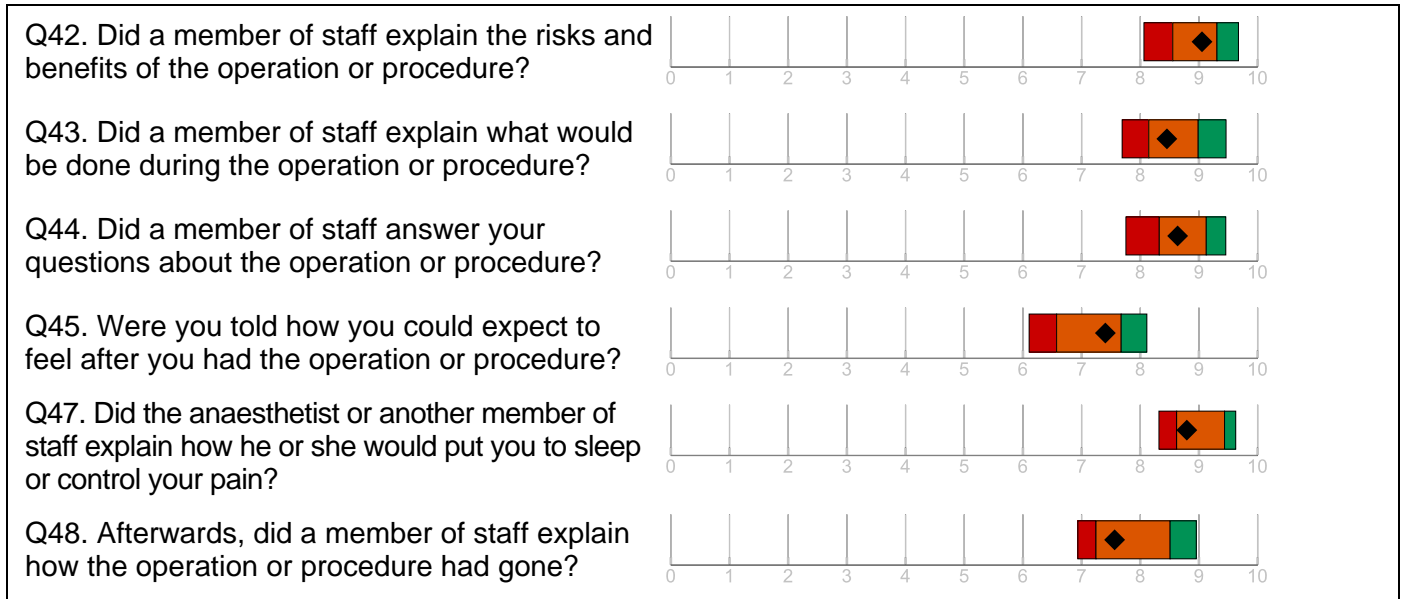 Q42. Did a member of staff explain the risks and
benefits of the operation or procedure?
0 1 2 3 4 5 6 7 8 9 10
Q43. Did a member of staff explain what would
be done during the operation or procedure?
0 1 2 3 4 5 6 7 8 9 10
Q44. Did a member of staff answer your
questions about the operation or procedure?
0 1 2 3 4 5 6 7 8 9 10
Q45. Were you told how you could expect to
feel after you had the operation or procedure?
0 1 2 3 4 5 6 7 8 9 10
Q47. Did the anaesthetist or another member of
staff explain how he or she would put you to sleep
or control your pain?
0 1 2 3 4 5 6 7 8 9 10
Q48. Afterwards, did a member of staff explain
how the operation or procedure had gone?
0 1 2 3 4 5 6 7 8 9 10